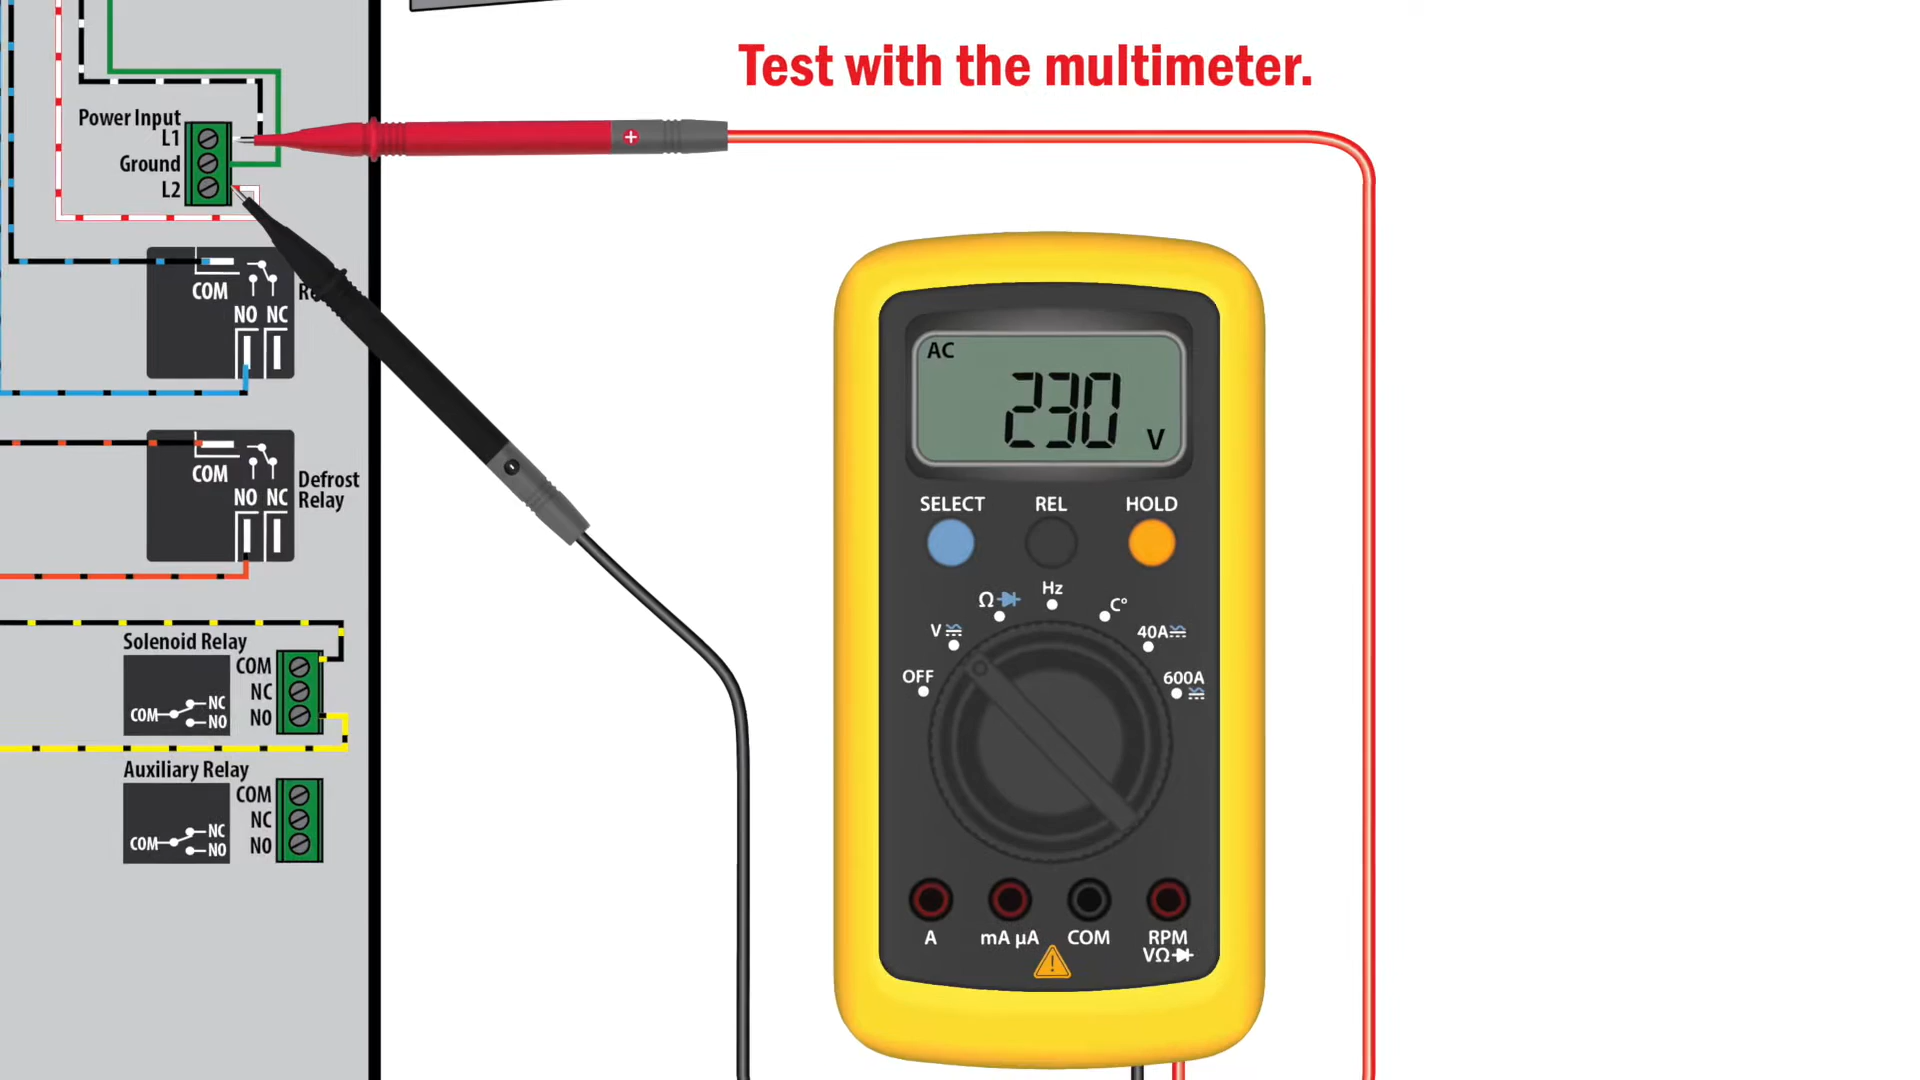 Test with the multimeter.
Power Input
L1
Ground
L2
COM
NO NC
COM
NO NC
Defrost
Relay
Solenoid Relay
COM
NC
NO
COM
NC
NO
Auxiliary Relay
COM
NC
NO
COM
NC
NO
AC
230
V
SELECT
REL
HOLD
Hz
Ω
C°
V
40A
OFF
600A
A
mA µA
COM
RPM
VΩ